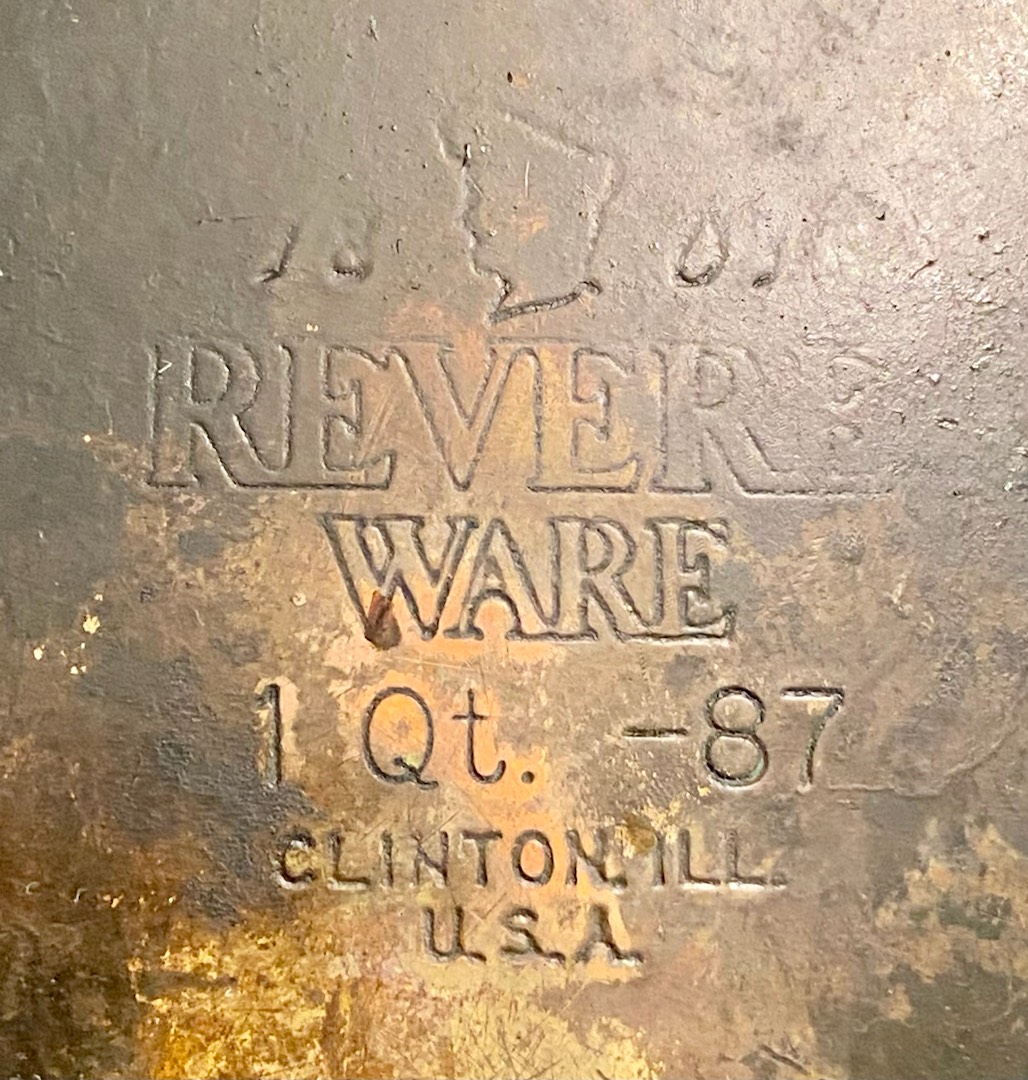 REVERE
WARE
1 Qt. -87
CLINTON, ILL.
U.S.A